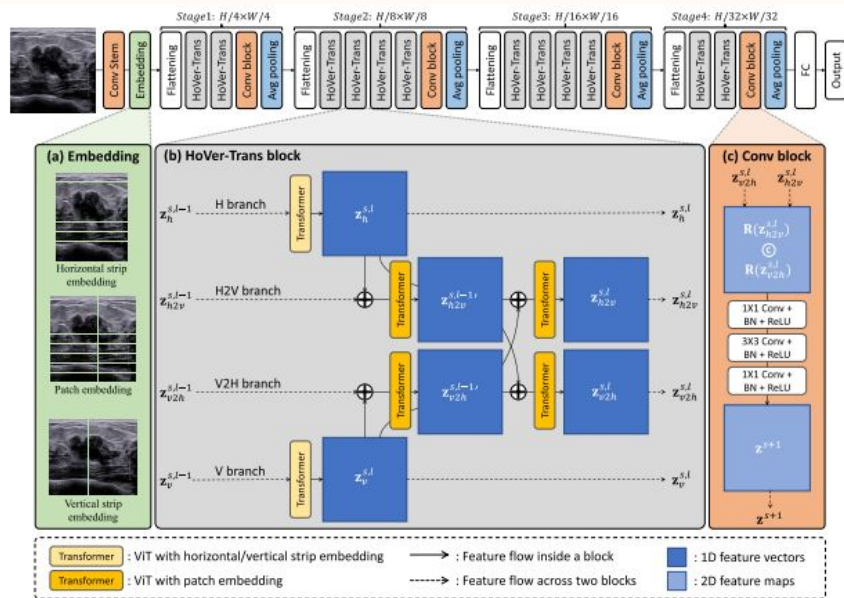 Stage1: H/4×W/4
Stage2: H/8×W/8
Stage3: H/16×W/16
Stage4: H/32×W/32
Conv Stem
Embedding
Flattening
HoVer-Trans
HoVer-Trans
Conv block
Avg pooling
Flattening
HoVer-Trans
HoVer-Trans
HoVer-Trans
HoVer-Trans
Conv block
Avg pooling
Flattening
HoVer-Trans
HoVer-Trans
HoVer-Trans
HoVer-Trans
Conv block
Avg pooling
Flattening
HoVer-Trans
HoVer-Trans
Conv block
Avg pooling
FC
Output
(a) Embedding
Horizontal strip
embedding
Patch embedding
Vertical strip
embedding
(b) HoVer-Trans block
z_h^{s,l-1}
H branch
Transformer
z_h^{s,l}
z_h^{s,l}
z_{h2v}^{s,l-1}
H2V branch
Transformer
z_{h2v}^{s,l-1'}
Transformer
z_{h2v}^{s,l}
z_{h2v}^{s,l}
z_{v2h}^{s,l-1}
V2H branch
Transformer
z_{v2h}^{s,l-1'}
Transformer
z_{v2h}^{s,l}
z_{v2h}^{s,l}
z_v^{s,l-1}
V branch
Transformer
z_v^{s,l}
z_v^{s,l}
(c) Conv block
z_{v2h}^{s,l} z_{h2v}^{s,l}
R(z_{h2v}^{s,l})
©
R(z_{v2h}^{s,l})
1X1 Conv +
BN + ReLU
3X3 Conv +
BN + ReLU
1X1 Conv +
BN + ReLU
z^{s+1}
z^{s+1}
Transformer : ViT with horizontal/vertical strip embedding
Transformer : ViT with patch embedding
: Feature flow inside a block
: Feature flow across two blocks
: 1D feature vectors
: 2D feature maps